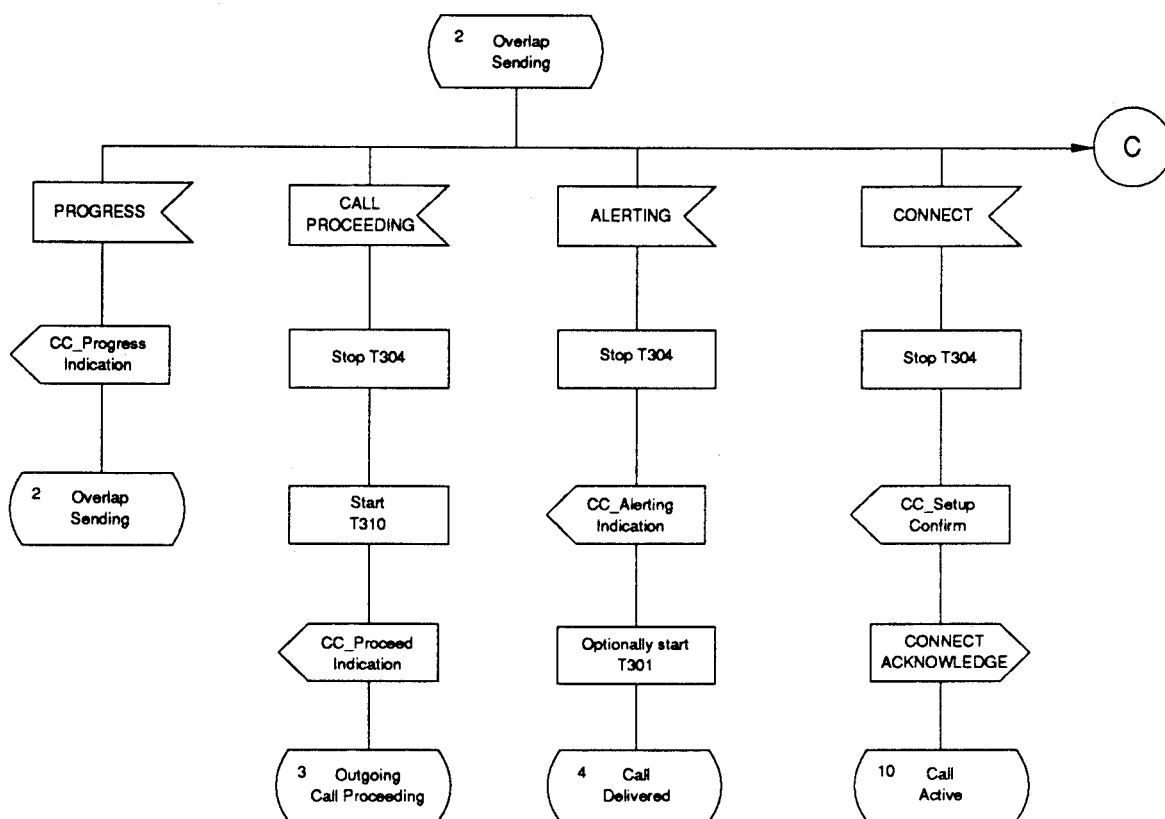 2 Overlap
Sending
C
PROGRESS
CALL
PROCEEDING
ALERTING
CONNECT
CC_Progress
Indication
Stop T304
Stop T304
Stop T304
2 Overlap
Sending
Start
T310
CC_Alerting
Indication
CC_Setup
Confirm
CC_Proceed
Indication
Optionally start
T301
CONNECT
ACKNOWLEDGE
3 Outgoing
Call Proceeding
4 Call
Delivered
10 Call
Active